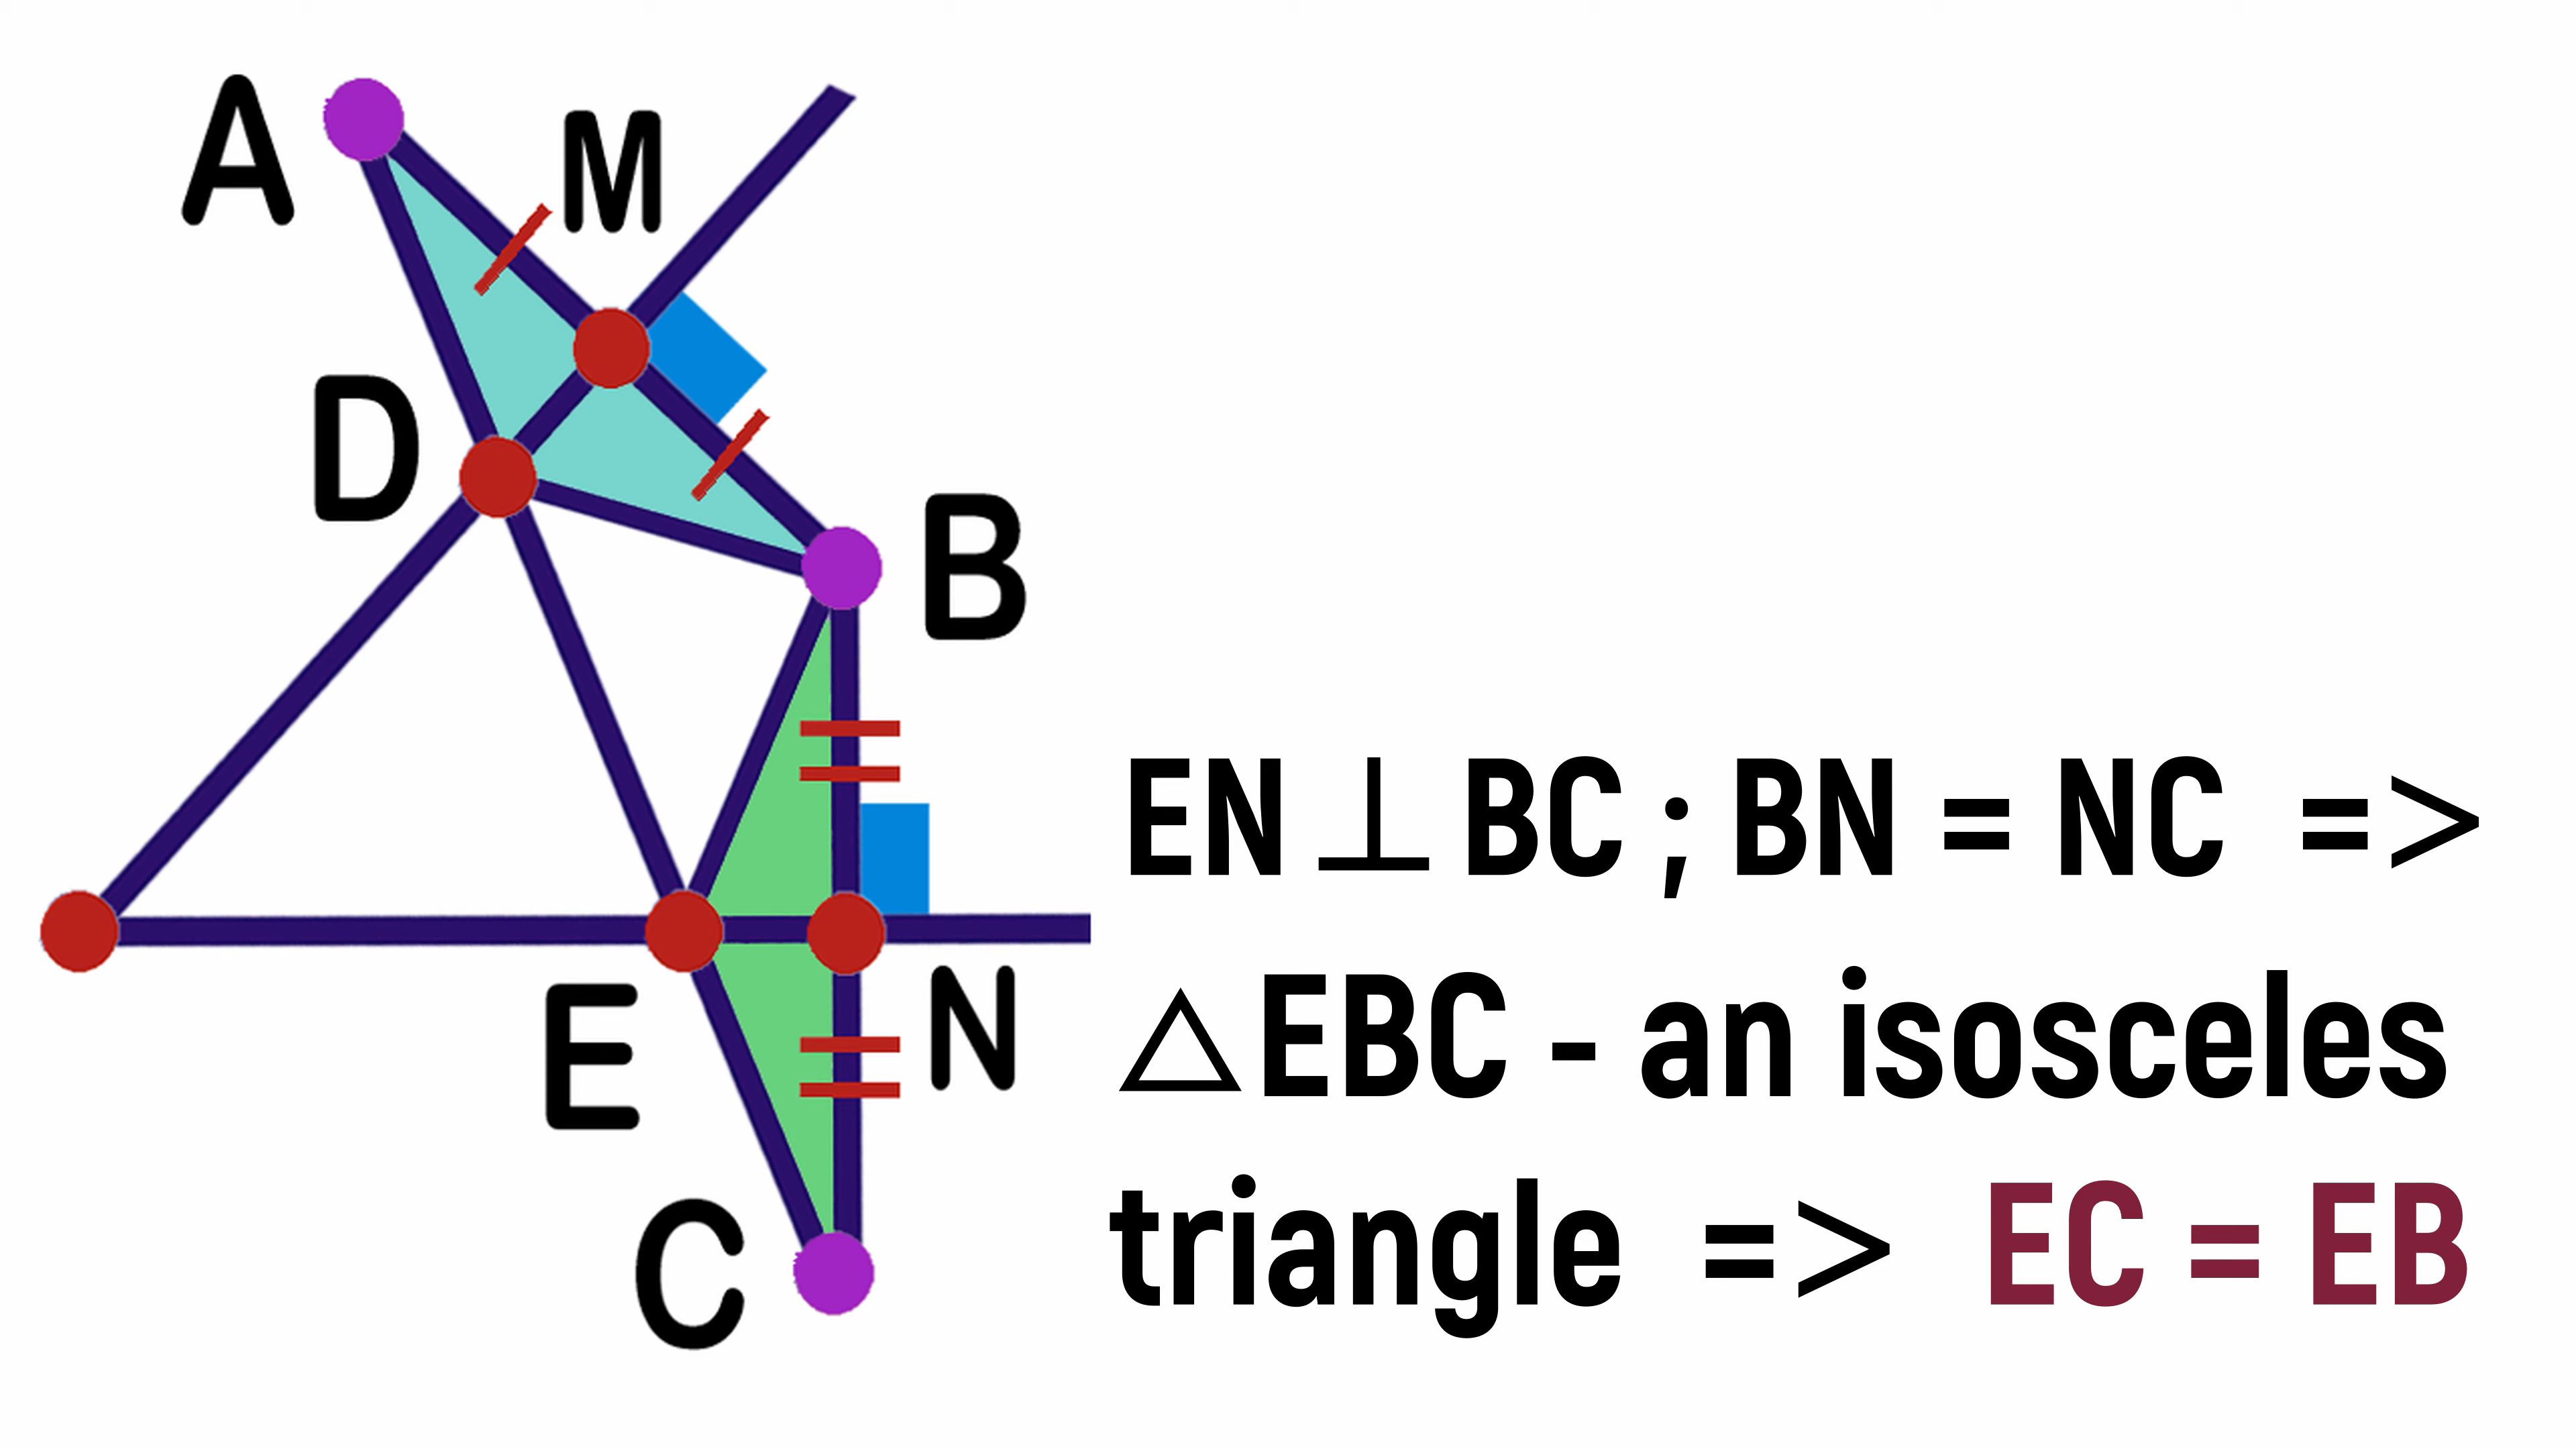 A
M
D
B
EN ⊥ BC ; BN = NC =>
△EBC - an isosceles
triangle => EC = EB
E
N
C